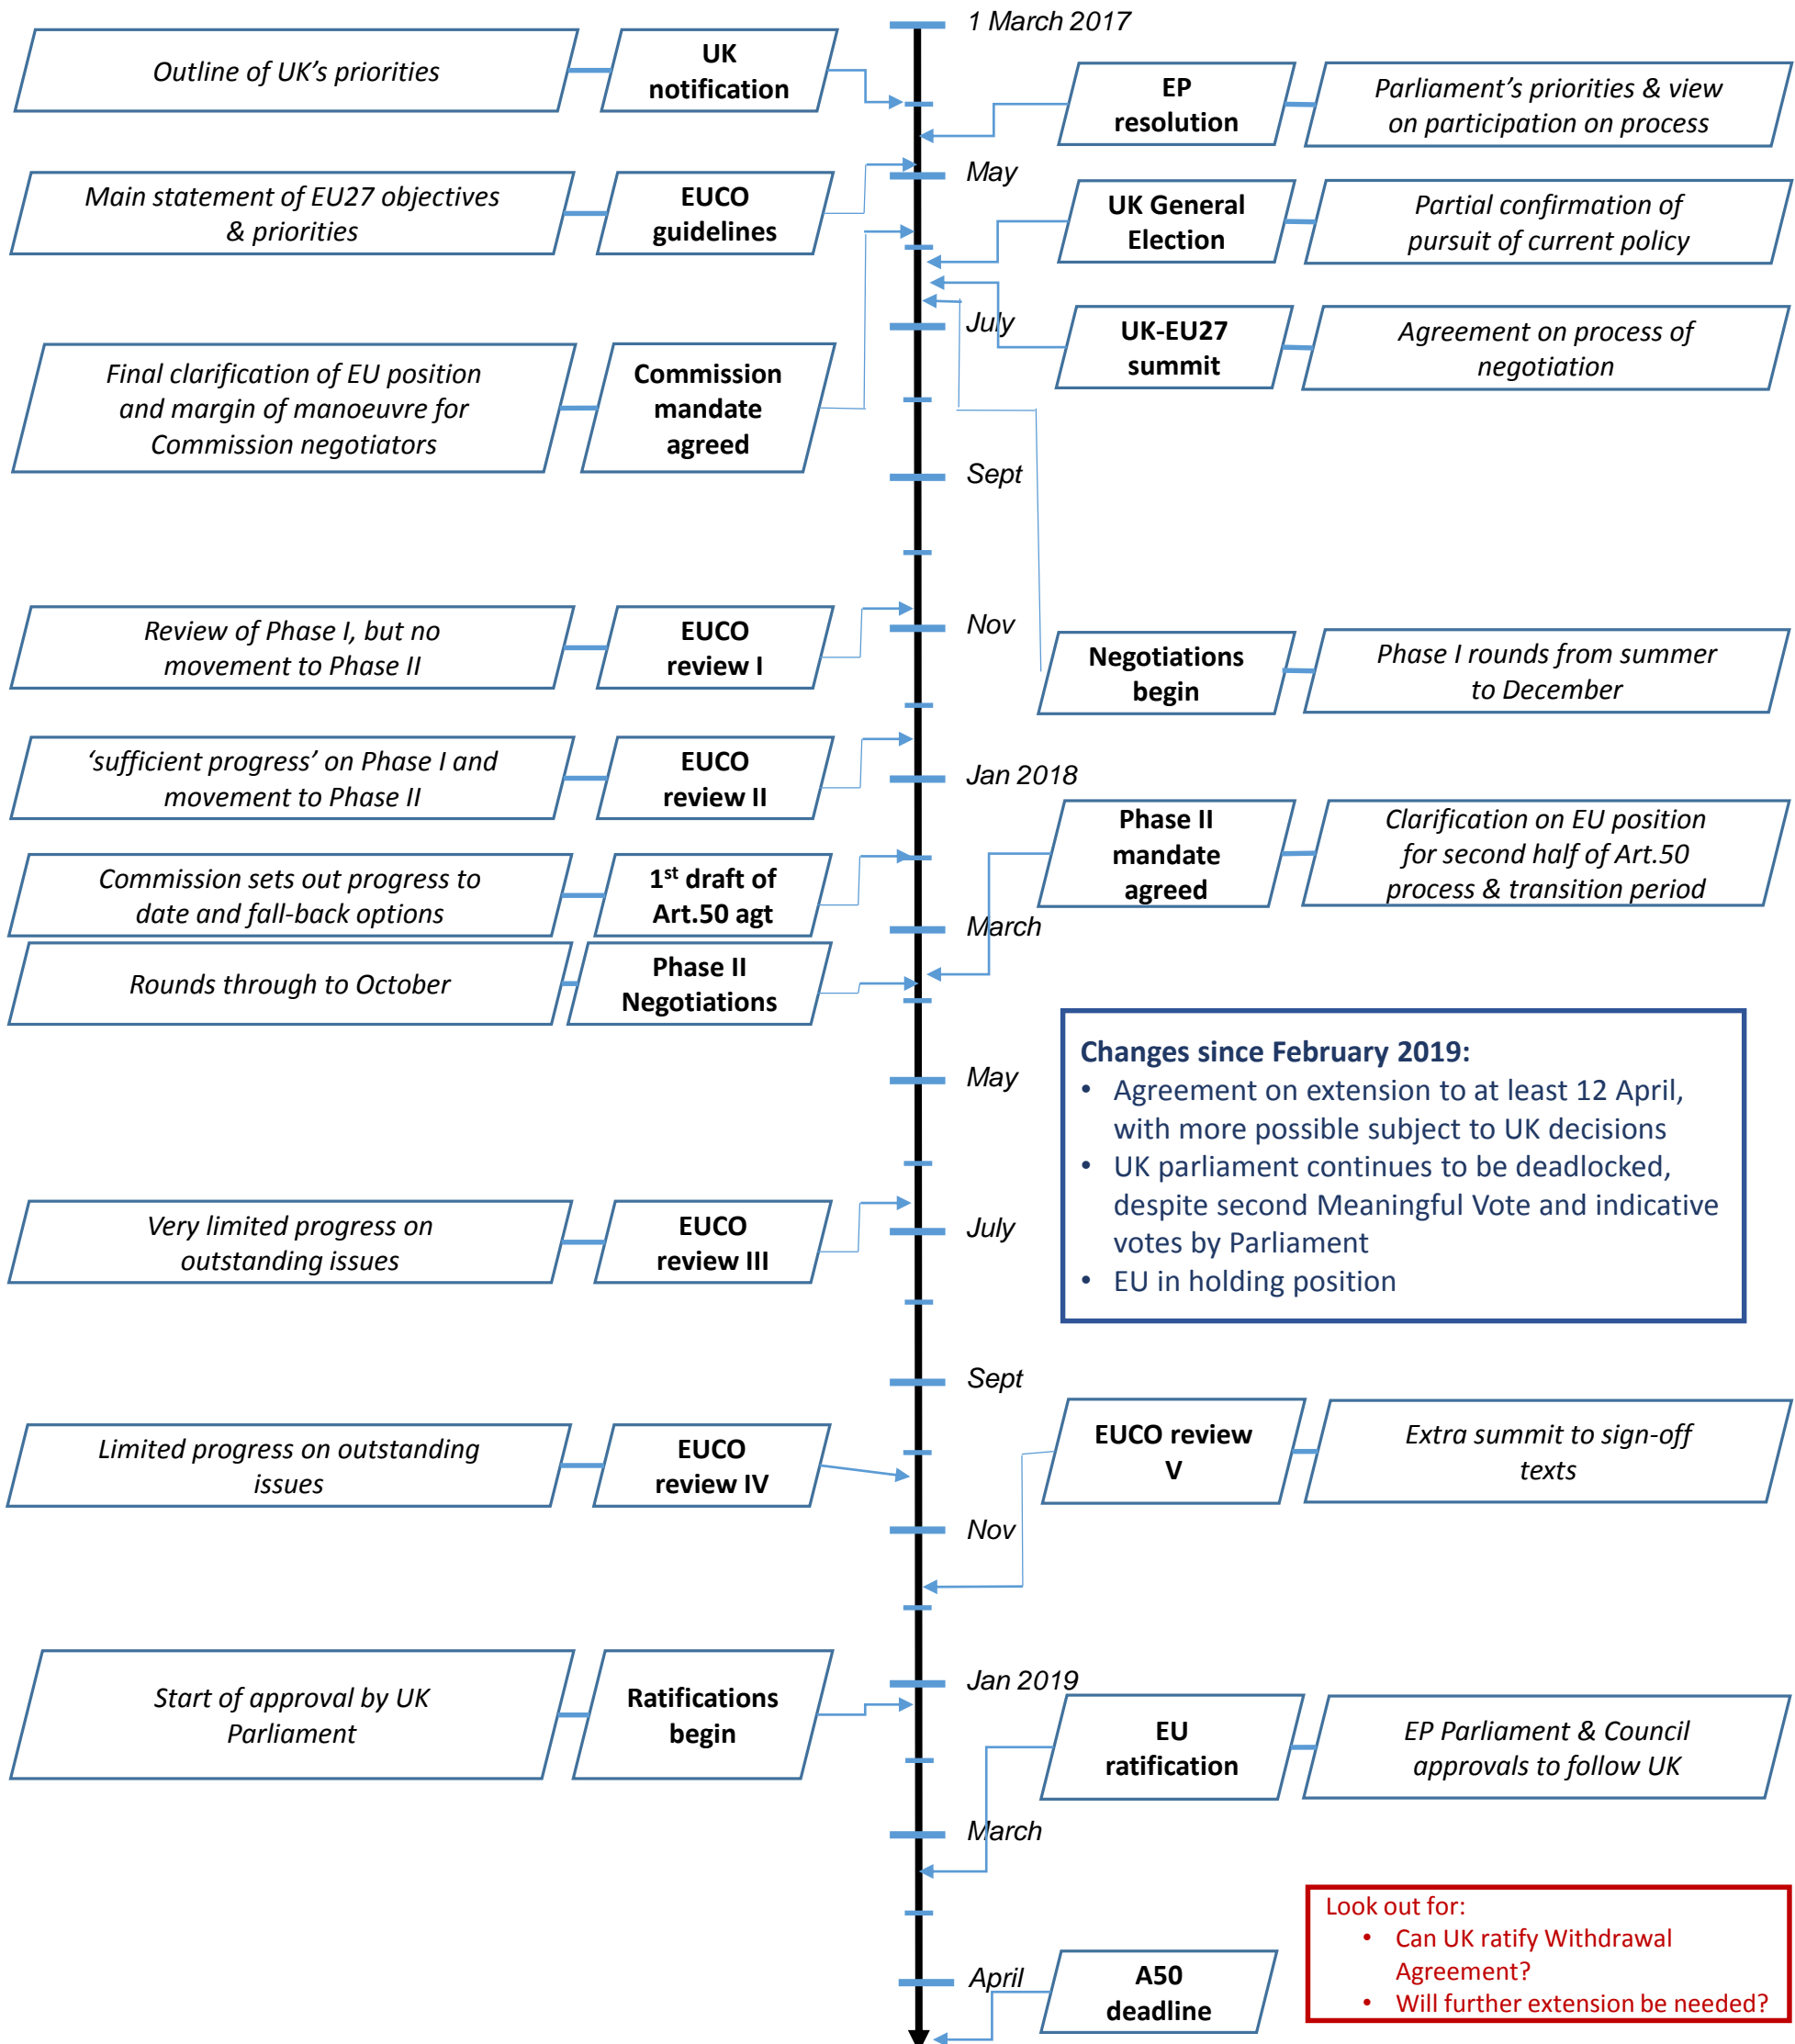 1 March 2017
Outline of UK's priorities
UK
notification
EP
resolution
Parliament's priorities & view
on participation on process
May
Main statement of EU27 objectives
& priorities
EUCO
guidelines
UK General
Election
Partial confirmation of
pursuit of current policy
July
UK-EU27
summit
Agreement on process of
negotiation
Final clarification of EU position
and margin of manoeuvre for
Commission negotiators
Commission
mandate
agreed
Sept
Review of Phase I, but no
movement to Phase II
EUCO
review I
Nov
Negotiations
begin
Phase I rounds from summer
to December
‘sufficient progress’ on Phase I and
movement to Phase II
EUCO
review II
Jan 2018
Phase II
mandate
agreed
Clarification on EU position
for second half of Art.50
process & transition period
Commission sets out progress to
date and fall-back options
1st draft of
Art.50 agt
March
Rounds through to October
Phase II
Negotiations
May
Changes since February 2019:
• Agreement on extension to at least 12 April,
with more possible subject to UK decisions
• UK parliament continues to be deadlocked,
despite second Meaningful Vote and indicative
votes by Parliament
• EU in holding position
Very limited progress on
outstanding issues
EUCO
review III
July
Sept
Limited progress on outstanding
issues
EUCO
review IV
EUCO review
V
Extra summit to sign-off
texts
Nov
Jan 2019
Start of approval by UK
Parliament
Ratifications
begin
EU
ratification
EP Parliament & Council
approvals to follow UK
March
Look out for:
• Can UK ratify Withdrawal
Agreement?
• Will further extension be needed?
April
A50
deadline